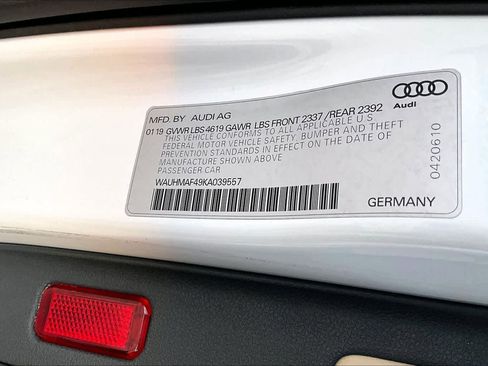 MFD. BY AUDI AG
01 19 GVWR LBS 4619 GAWR LBS FRONT 2337 / REAR 2392
THIS VEHICLE CONFORMS TO ALL APPLICABLE U S
FEDERAL MOTOR VEHICLE SAFETY, BUMPER AND THEFT
PREVENTION STANDARDS IN EFFECT ON THE DATE OF
MANUFACTURE SHOWN ABOVE
PASSENGER CAR
WAUHMAF49KA039557
Audi
0420610
GERMANY